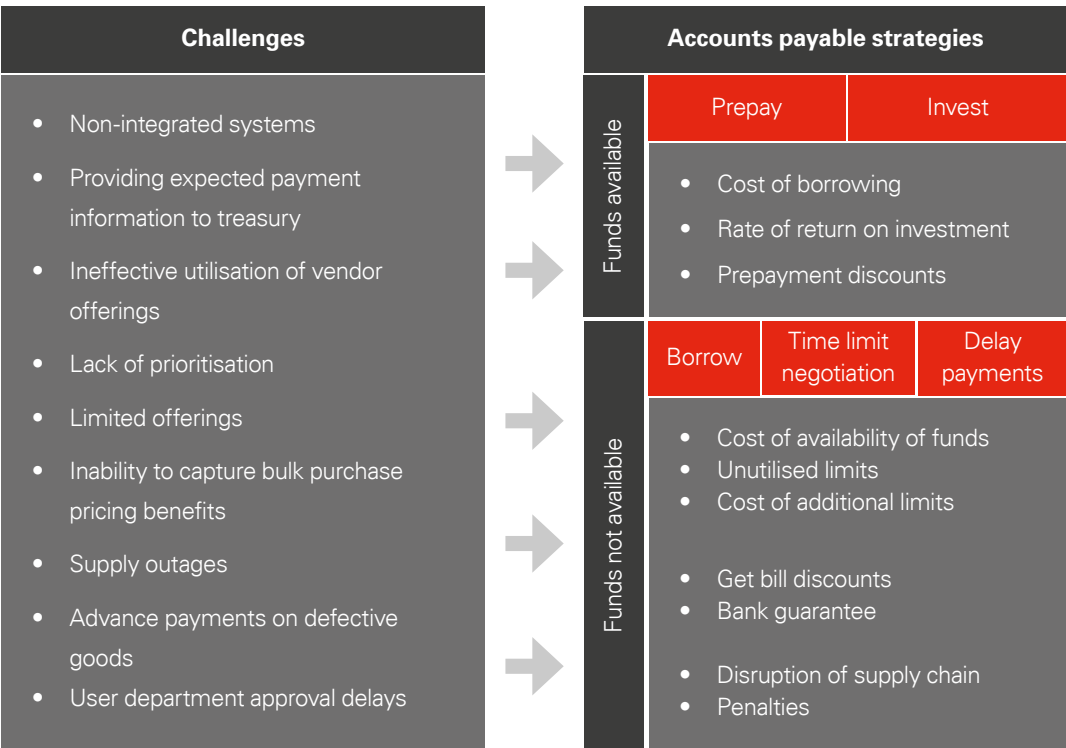 Challenges
Non-integrated systems
Providing expected payment
information to treasury
Ineffective utilisation of vendor
offerings
Lack of prioritisation
Limited offerings
Inability to capture bulk purchase
pricing benefits
Supply outages
Advance payments on defective
goods
User department approval delays
Accounts payable strategies
Funds available
Prepay
Invest
Cost of borrowing
Rate of return on investment
Prepayment discounts
Funds not available
Borrow
Time limit
negotiation
Delay
payments
Cost of availability of funds
Unutilised limits
Cost of additional limits
Get bill discounts
Bank guarantee
Disruption of supply chain
Penalties